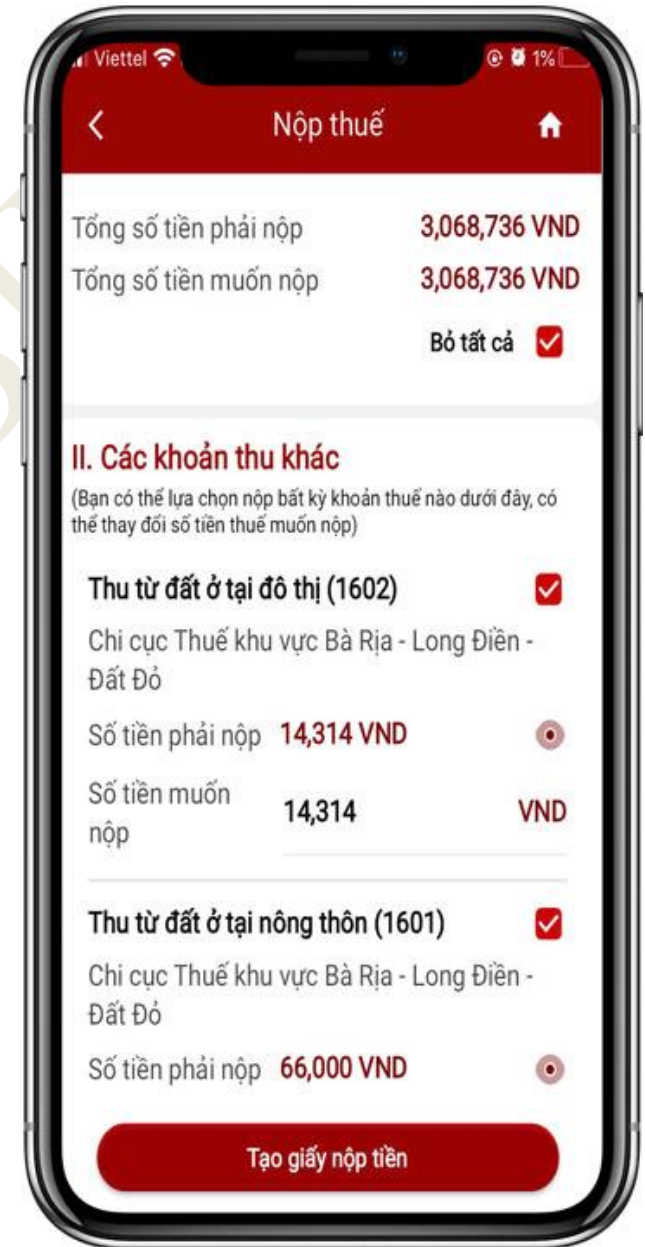 Viettel
1%
Nộp thuế
Tổng số tiền phải nộp 3,068,736 VND
Tổng số tiền muốn nộp 3,068,736 VND
Bỏ tất cả
II. Các khoản thu khác
(Bạn có thể lựa chọn nộp bất kỳ khoản thuế nào dưới đây, có
thể thay đổi số tiền thuế muốn nộp)
Thu từ đất ở tại đô thị (1602)
Chi cục Thuế khu vực Bà Rịa - Long Điền -
Đất Đỏ
Số tiền phải nộp 14,314 VND
Số tiền muốn
nộp
14,314 VND
Thu từ đất ở tại nông thôn (1601)
Chi cục Thuế khu vực Bà Rịa - Long Điền -
Đất Đỏ
Số tiền phải nộp 66,000 VND
Tạo giấy nộp tiền